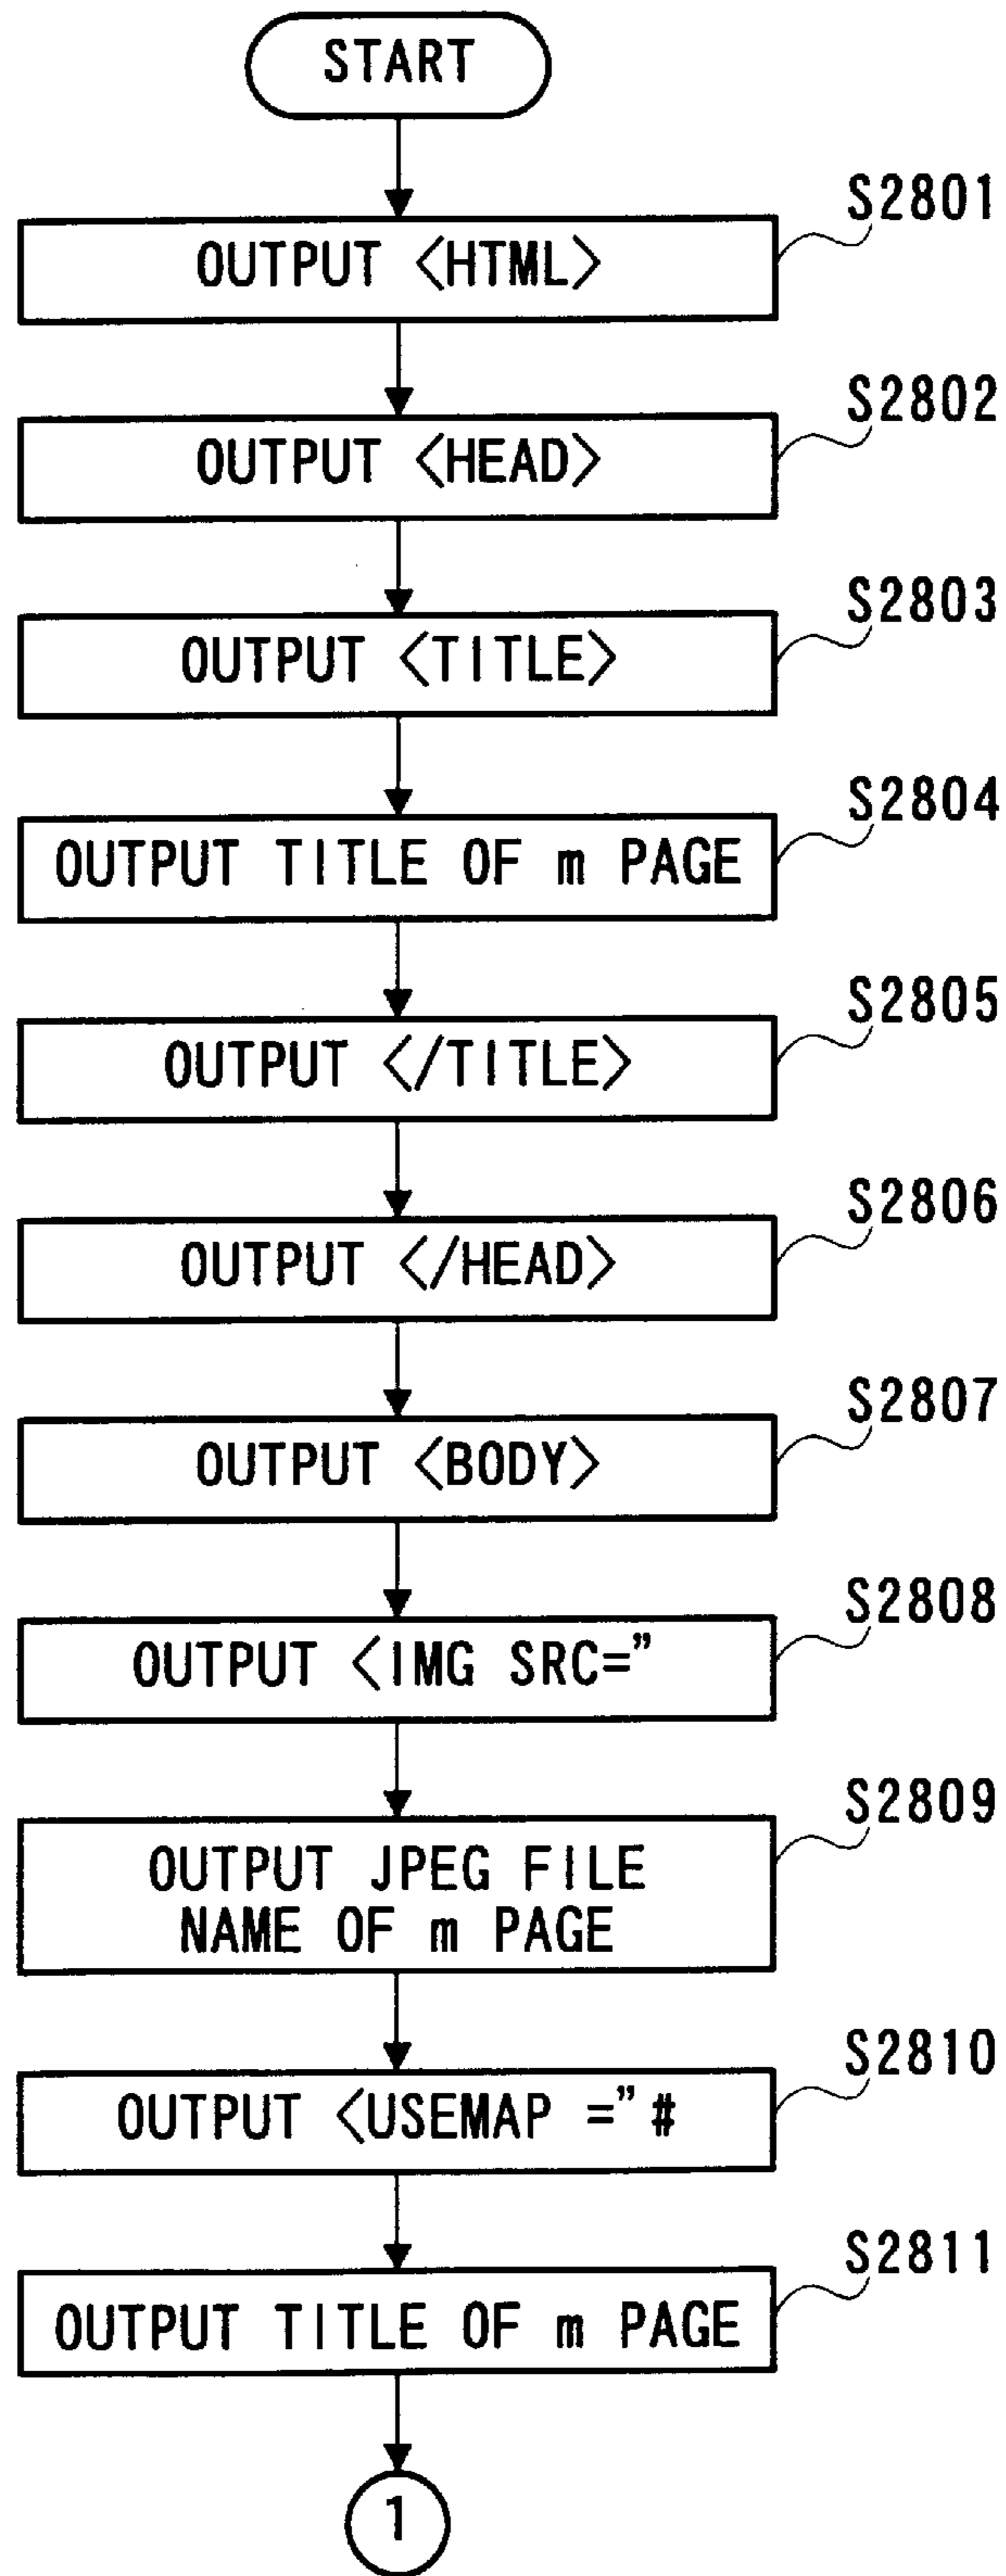 START
S2801
OUTPUT <HTML>
S2802
OUTPUT <HEAD>
S2803
OUTPUT <TITLE>
S2804
OUTPUT TITLE OF m PAGE
S2805
OUTPUT </TITLE>
S2806
OUTPUT </HEAD>
S2807
OUTPUT <BODY>
S2808
OUTPUT <IMG SRC=”
S2809
OUTPUT JPEG FILE
NAME OF m PAGE
S2810
OUTPUT <USEMAP =”#
S2811
OUTPUT TITLE OF m PAGE
1